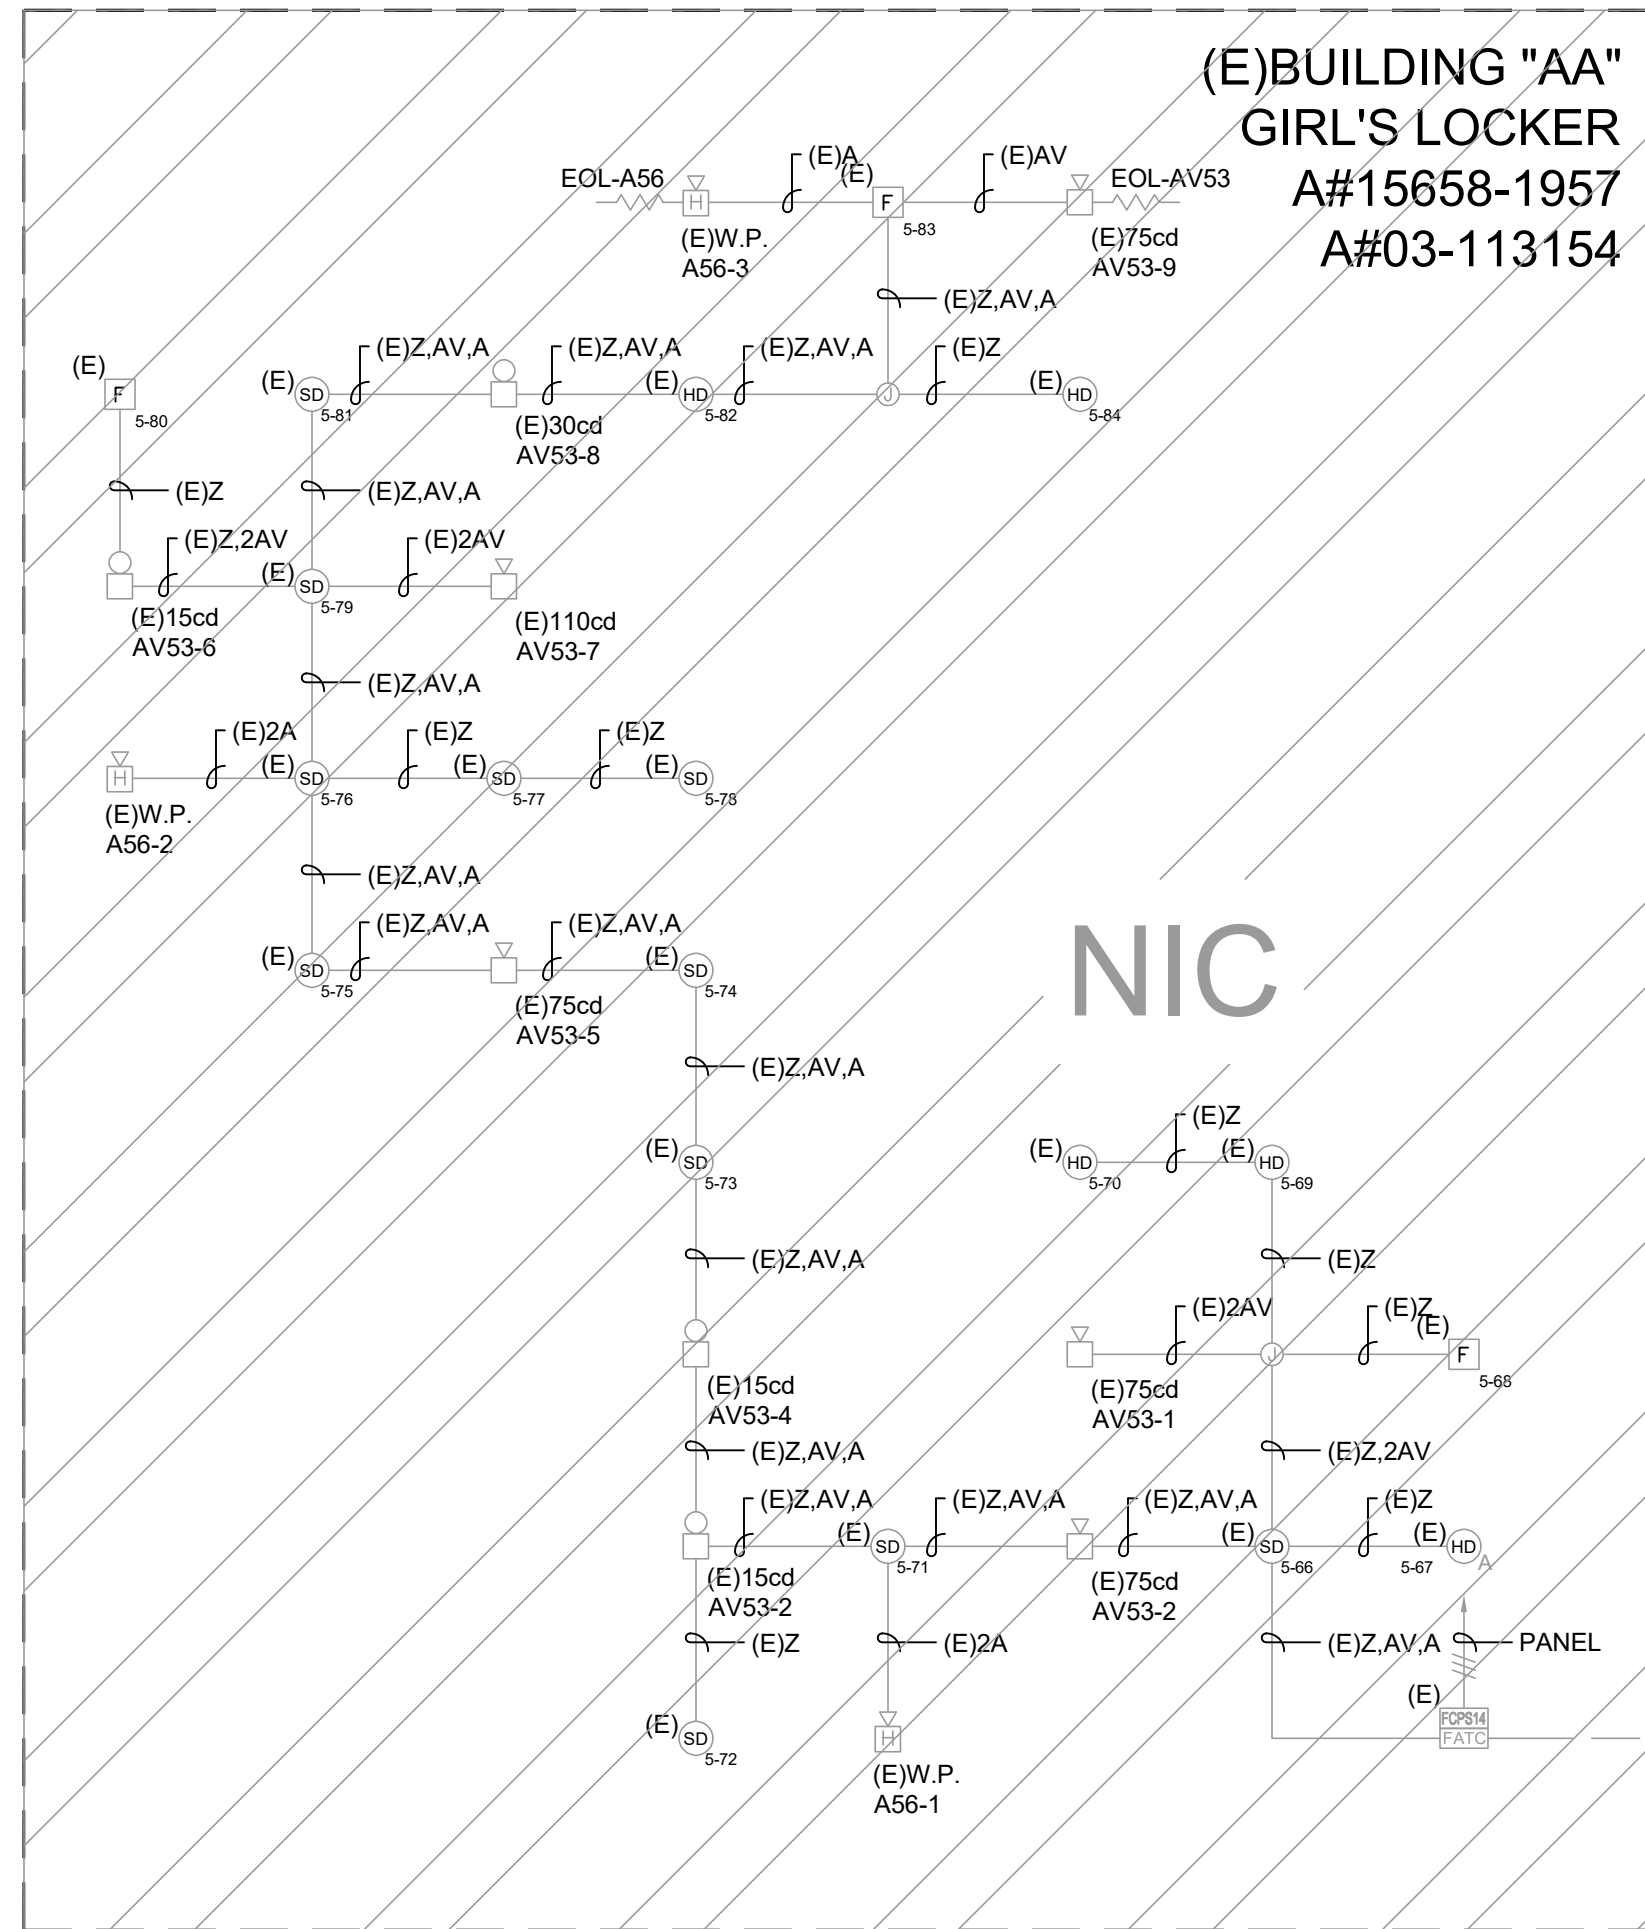 (E)BUILDING "AA"
GIRL'S LOCKER
A#15658-1957
A#03-113154
EOL-A56
H
(E)W.P.
A56-3
(E)A
(E)
F
5-83
(E)AV
EOL-AV53
(E)75cd
AV53-9
(E)Z,AV,A
(E)
F
5-80
(E)
SD
5-81
(E)Z,AV,A
(E)30cd
AV53-8
(E)Z,AV,A
(E)
HD
5-82
(E)Z,AV,A
J
(E)Z
(E)
HD
5-84
(E)Z
(E)Z,AV,A
(E)15cd
AV53-6
(E)Z,2AV
(E)
SD
5-79
(E)2AV
(E)110cd
AV53-7
(E)Z,AV,A
H
(E)W.P.
A56-2
(E)2A
(E)
SD
5-76
(E)Z
(E)
SD
5-77
(E)Z
(E)
SD
5-78
(E)Z,AV,A
(E)
SD
5-75
(E)Z,AV,A
(E)75cd
AV53-5
(E)Z,AV,A
(E)
SD
5-74
NIC
(E)Z,AV,A
(E)
SD
5-73
(E)
HD
5-70
(E)Z
(E)
HD
5-69
(E)Z,AV,A
(E)Z
(E)15cd
AV53-4
(E)75cd
AV53-1
(E)2AV
J
(E)Z
(E)
F
5-68
(E)Z,AV,A
(E)Z,2AV
(E)15cd
AV53-2
(E)Z,AV,A
(E)
SD
5-71
(E)Z,AV,A
(E)75cd
AV53-2
(E)Z,AV,A
(E)
SD
5-66
(E)Z
(E)
HD
A
5-67
(E)Z
(E)2A
(E)Z,AV,A
PANEL
(E)
SD
5-72
H
(E)W.P.
A56-1
(E)
FCPS14
FATC